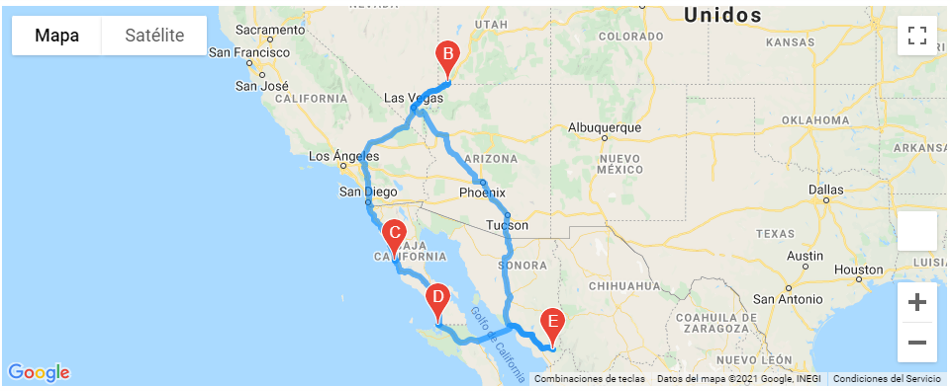 Mapa
Satélite
Unidos
NEVADA
UTAH
COLORADO
KANSAS
Sacramento
San Francisco
San José
CALIFORNIA
B
Las Vegas
OKLAHOMA
ARKANSAS
Albuquerque
Los Ángeles
ARIZONA
NUEVO
MÉXICO
San Diego
Phoenix
Dallas
Tucson
TEXAS
C
BAJA
CALIFORNIA
SONORA
Austin
LUISI
Houston
CHIHUAHUA
San Antonio
D
Golfo de California
E
COAHUILA DE
ZARAGOZA
NUEVO LEÓN
Google
Combinaciones de teclas
Datos del mapa ©2021 Google, INEGI
Condiciones del Servicio